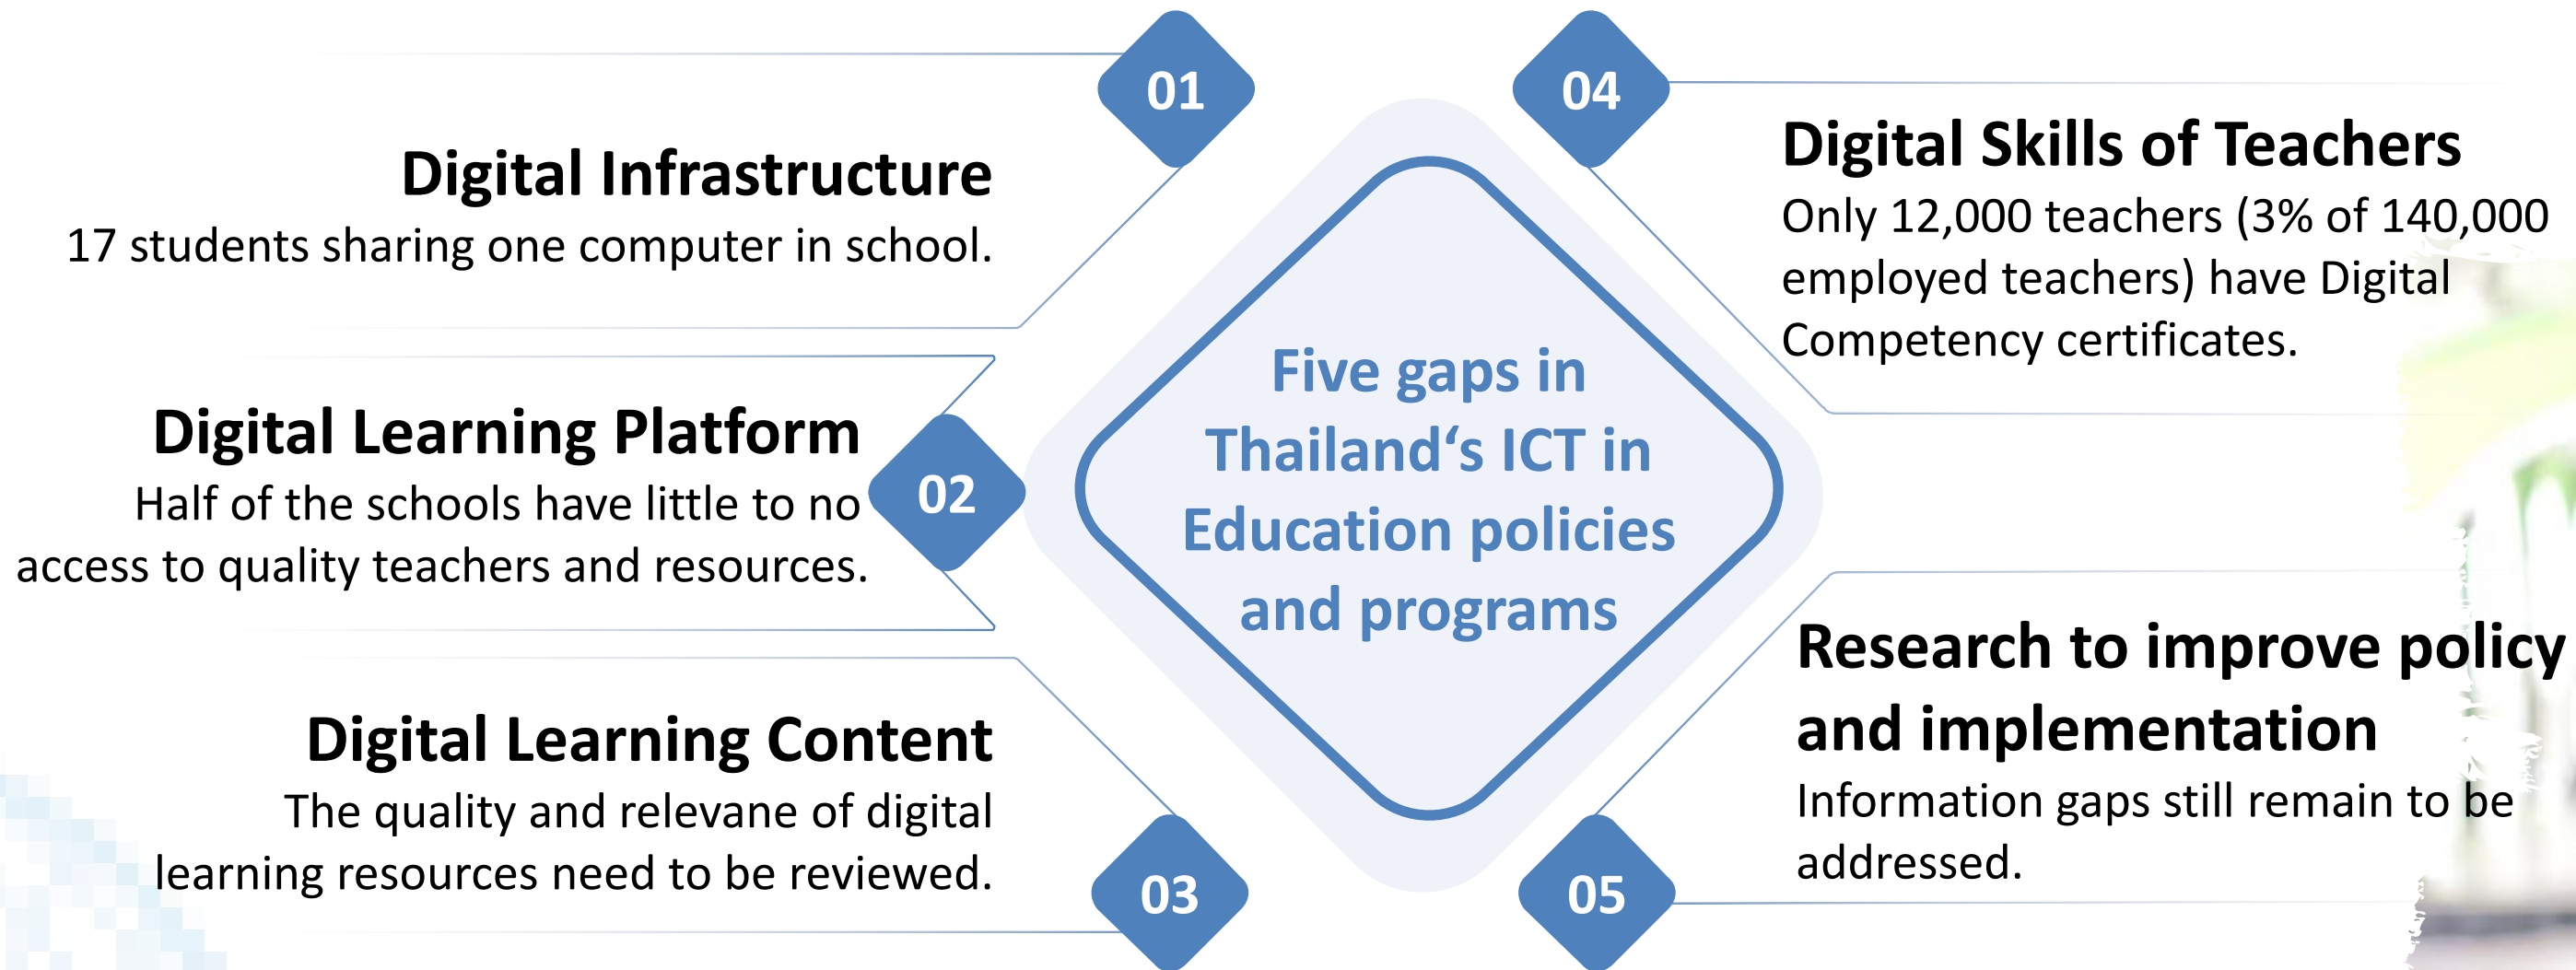 01
Digital Infrastructure
17 students sharing one computer in school.
02
Digital Learning Platform
Half of the schools have little to no
access to quality teachers and resources.
03
Digital Learning Content
The quality and relevane of digital
learning resources need to be reviewed.
Five gaps in
Thailand‘s ICT in
Education policies
and programs
04
Digital Skills of Teachers
Only 12,000 teachers (3% of 140,000
employed teachers) have Digital
Competency certificates.
05
Research to improve policy
and implementation
Information gaps still remain to be
addressed.